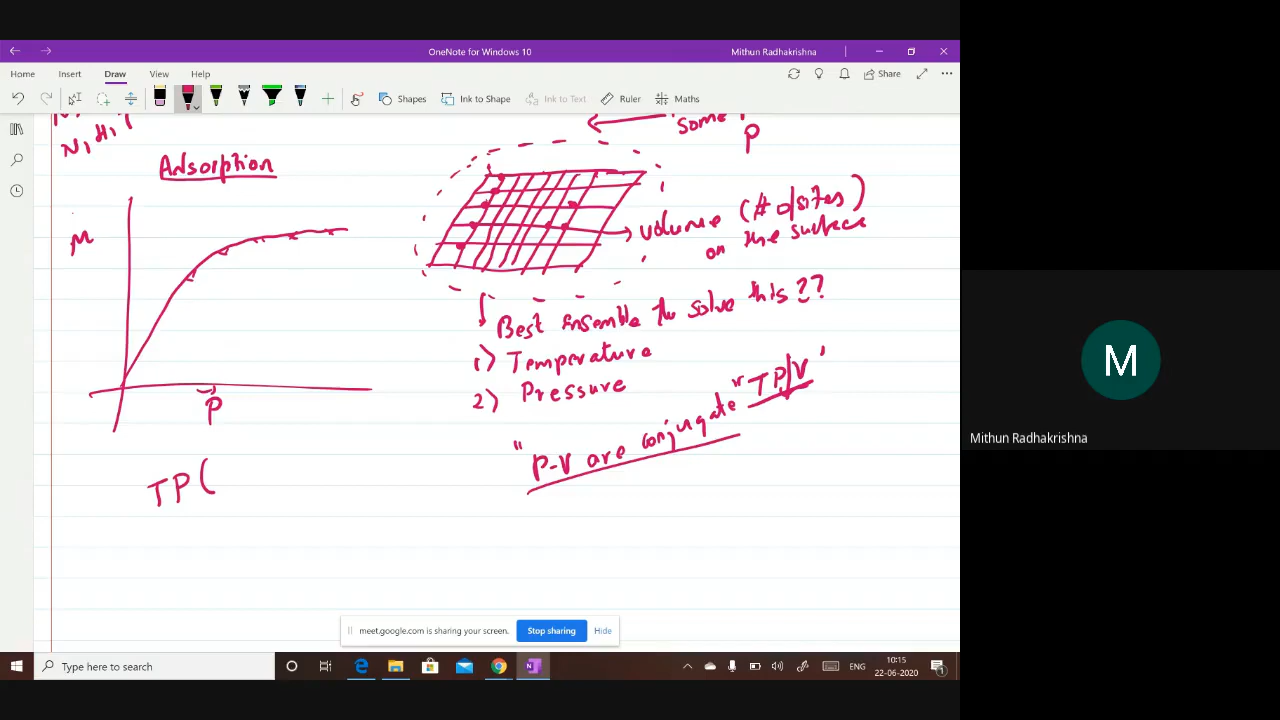 OneNote for Windows 10
Mithun Radhakrishna
Home Insert Draw View Help
Share
Shapes Ink to Shape Ink to Text Ruler Maths
N, H, 
some
P
Adsorption
M
P
volume (# of sites)
on the surface
Best ensemble to solve this ??
1) Temperature
2) Pressure
"TP/V"
"P-V are conjugate
TP(
M
Mithun Radhakrishna
meet.google.com is sharing your screen. Stop sharing Hide
Type here to search
ENG
10:15
22-06-2020